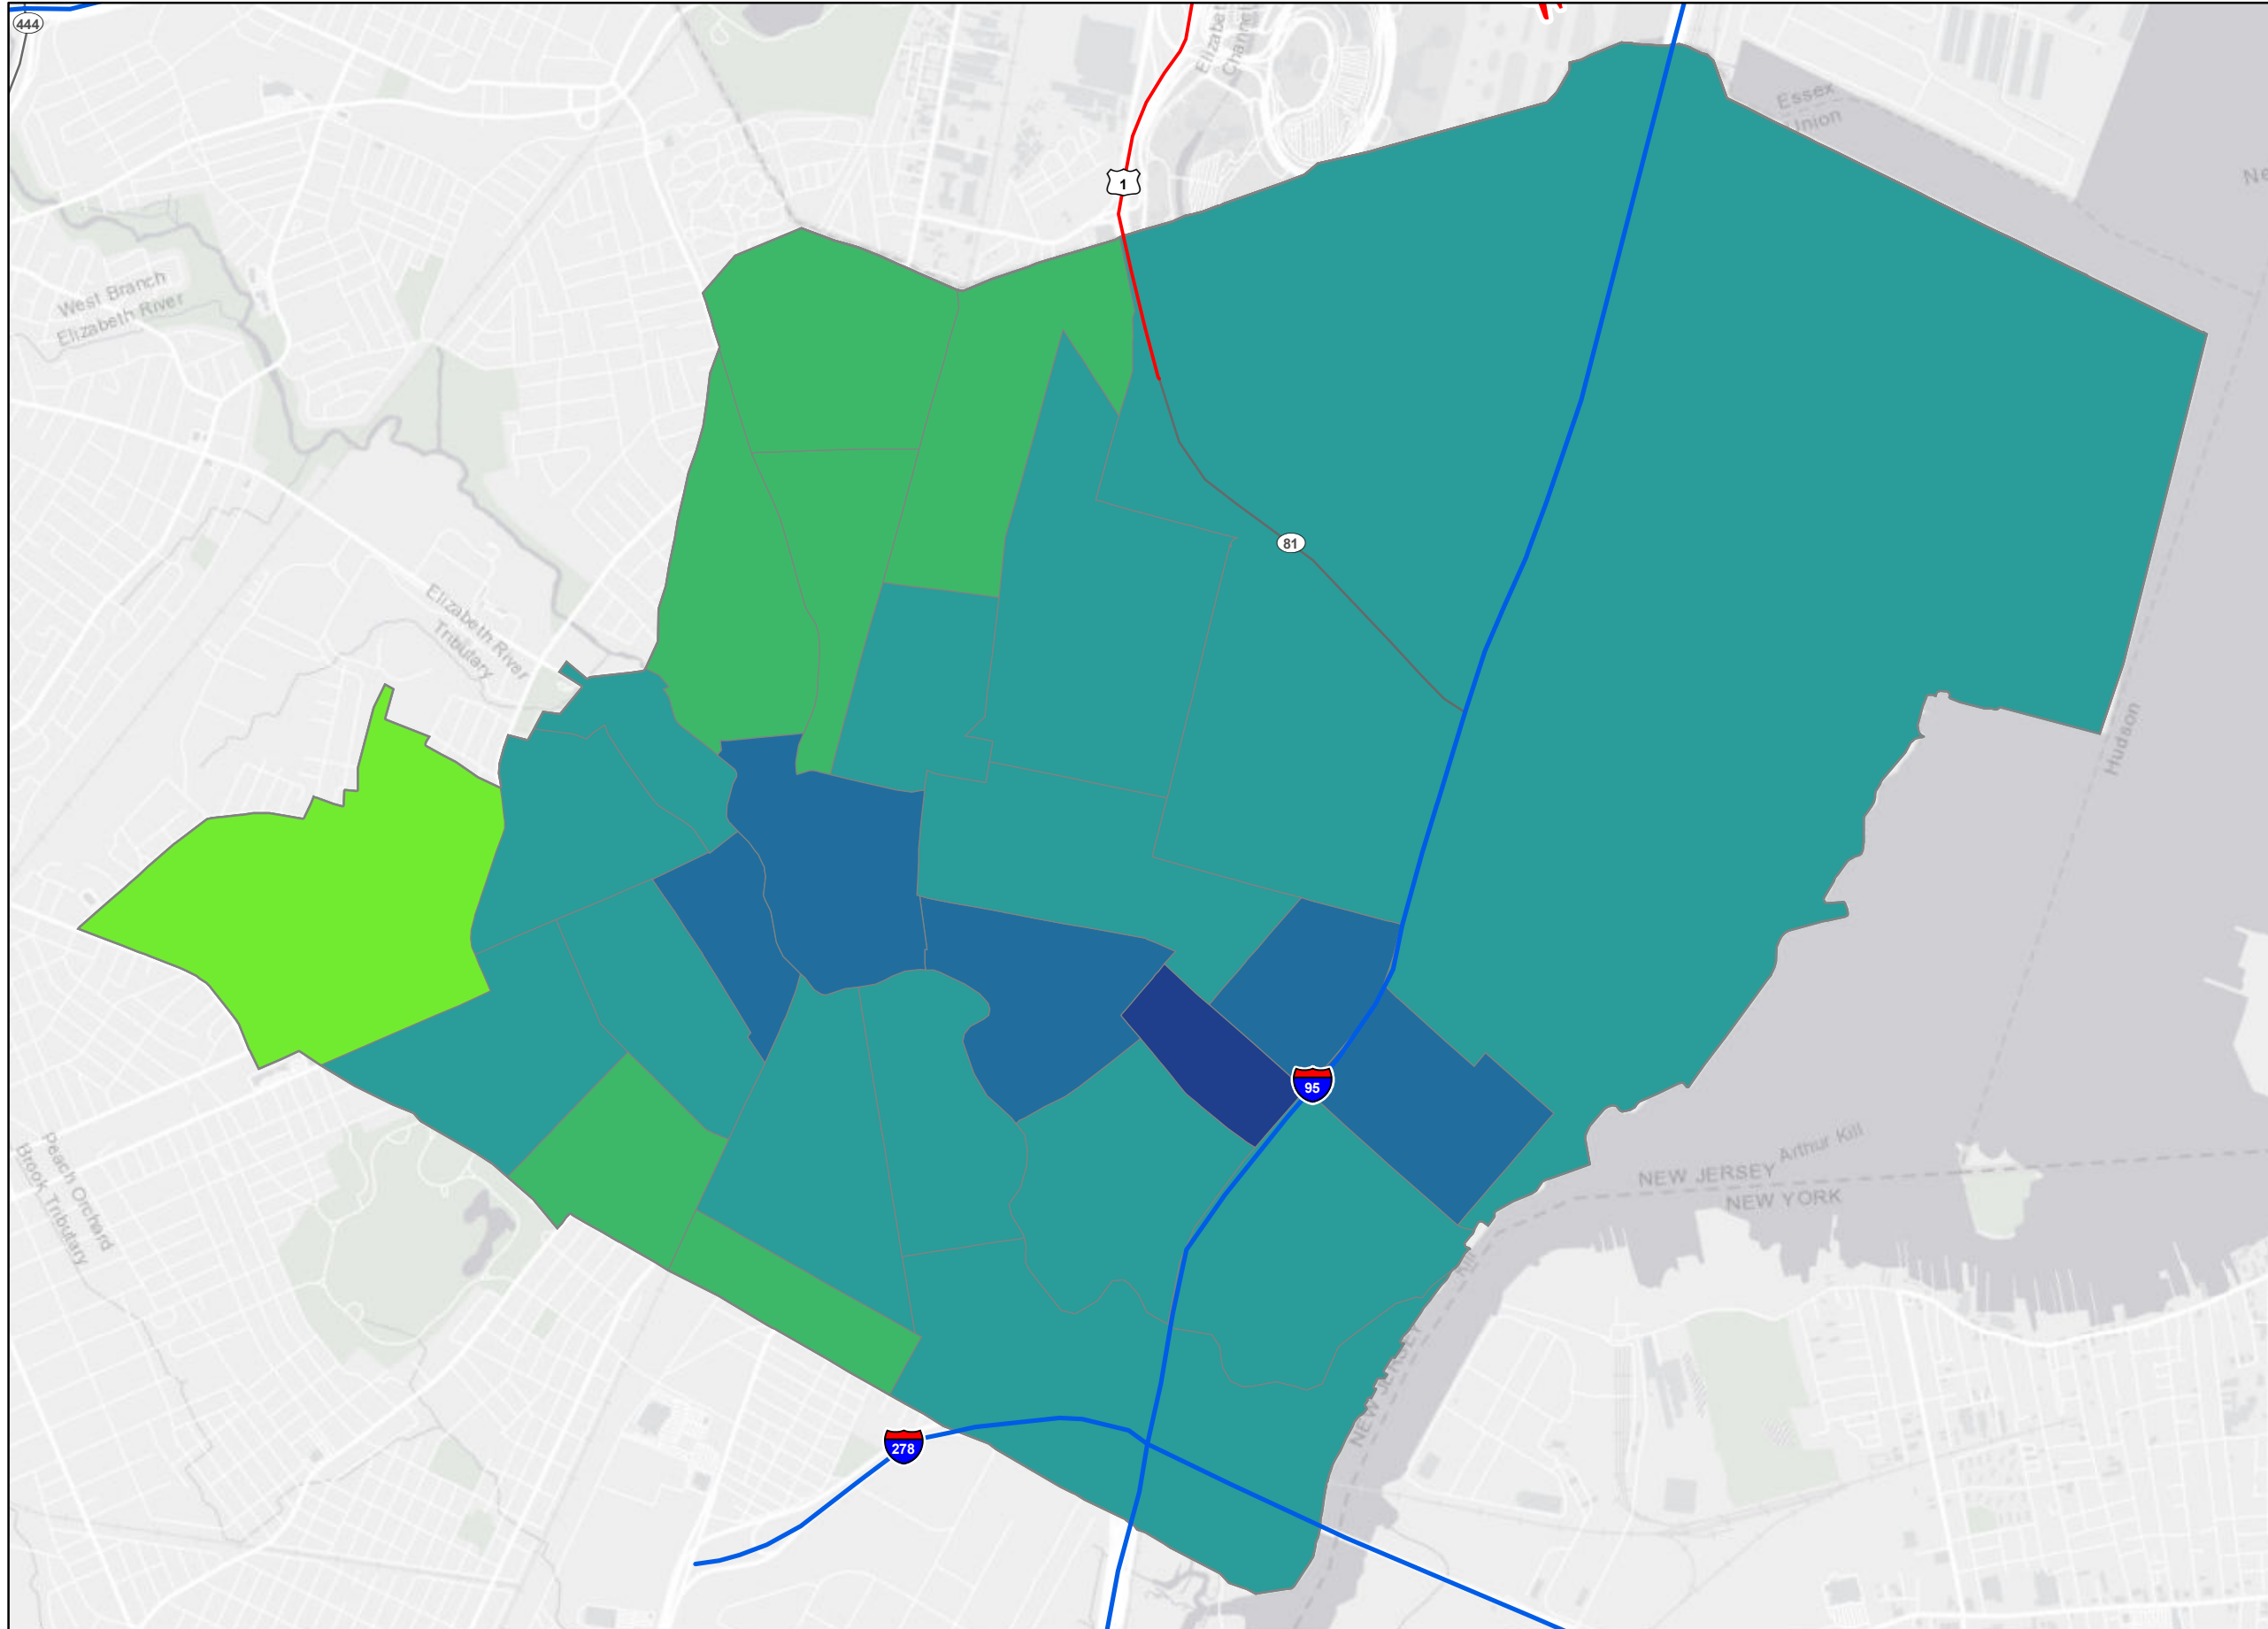 444
Elizabeth
Channel
1
Essex
Union
West Branch
Elizabeth River
81
Elizabeth River
Tributary
Hudson
95
Arthur Kill
NEW JERSEY
NEW YORK
Peach Orchard
Brook Tributary
NEW JERSEY
278